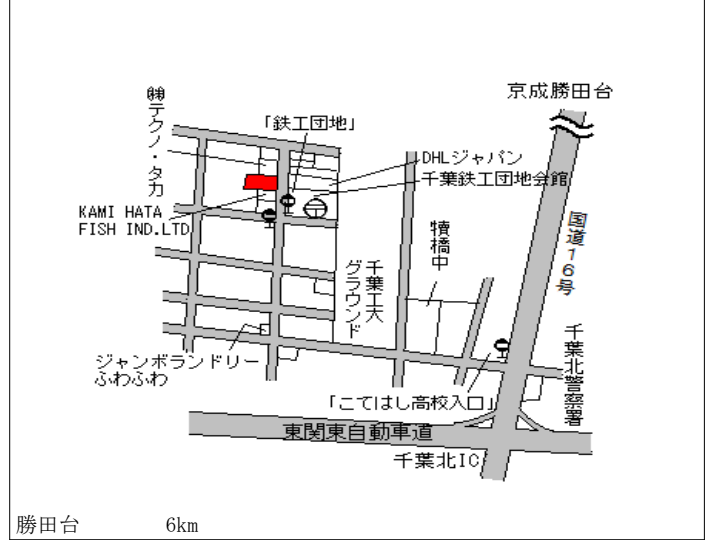 京成勝田台
㈱テクノ・タカ
「鉄工団地」
DHLジャパン
千葉鉄工団地会館
KAMI HATA
FISH IND.LTD
国道16号
犢橋中
千葉工大
グラウンド
千葉北警察署
ジャンボランドリー
ふわふわ
「こてはし高校入口」
東関東自動車道
千葉北IC
勝田台 6km